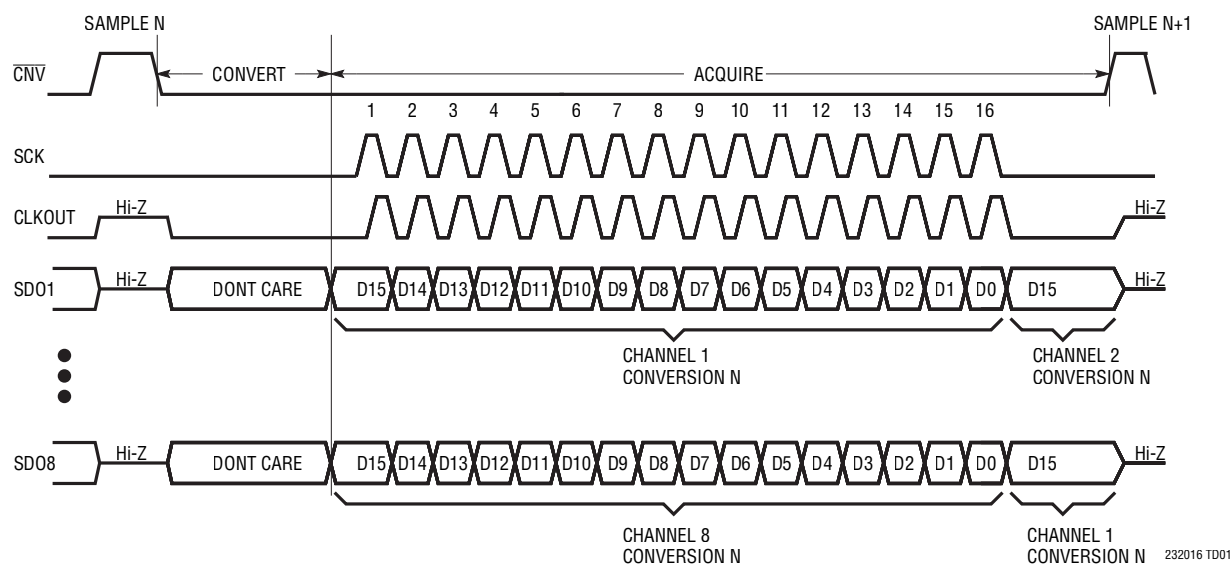 SAMPLE N SAMPLE N+1
CNV CONVERT ACQUIRE
1 2 3 4 5 6 7 8 9 10 11 12 13 14 15 16
SCK
CLKOUT Hi-Z Hi-Z
SDO1 Hi-Z DONT CARE D15 D14 D13 D12 D11 D10 D9 D8 D7 D6 D5 D4 D3 D2 D1 D0 D15 Hi-Z
CHANNEL 1 CHANNEL 2
CONVERSION N CONVERSION N
SDO8 Hi-Z DONT CARE D15 D14 D13 D12 D11 D10 D9 D8 D7 D6 D5 D4 D3 D2 D1 D0 D15 Hi-Z
CHANNEL 8 CHANNEL 1
CONVERSION N CONVERSION N 232016 TD01